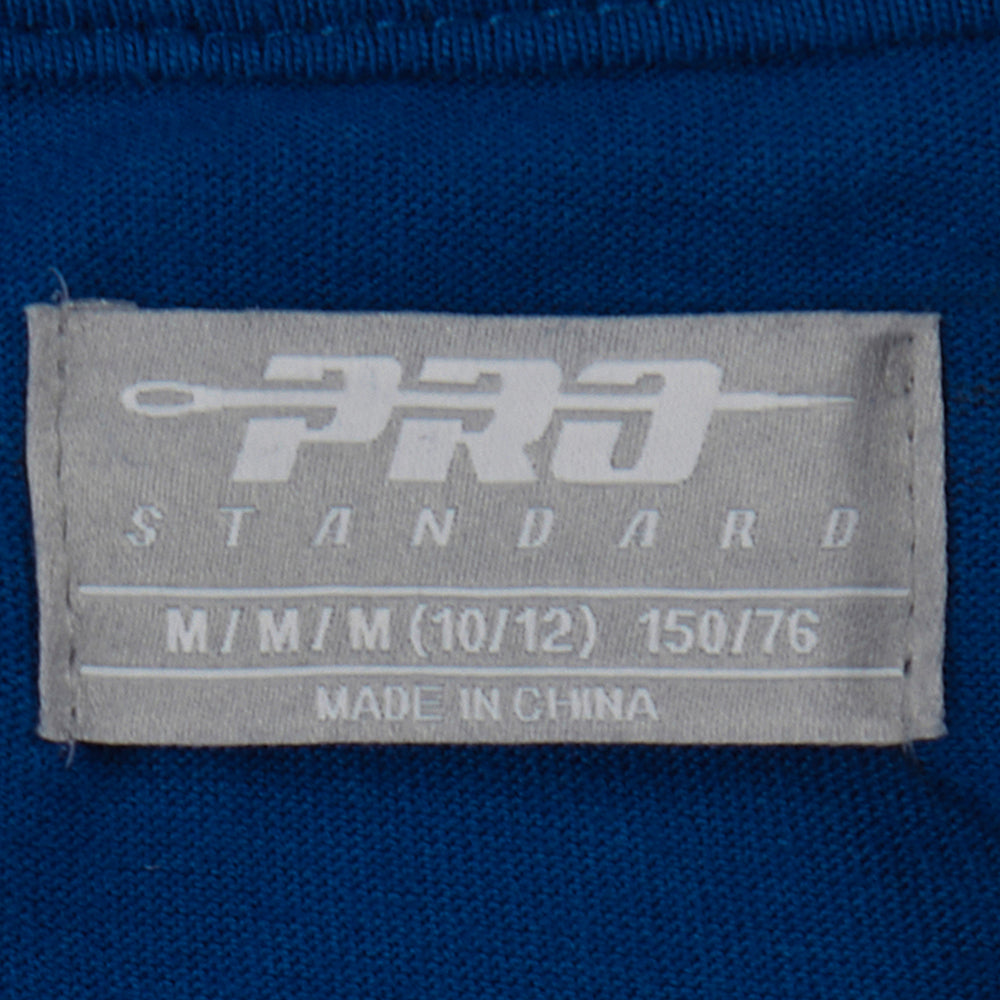 PRO
STANDARD
M/M/M (10/12) 150/76
MADE IN CHINA